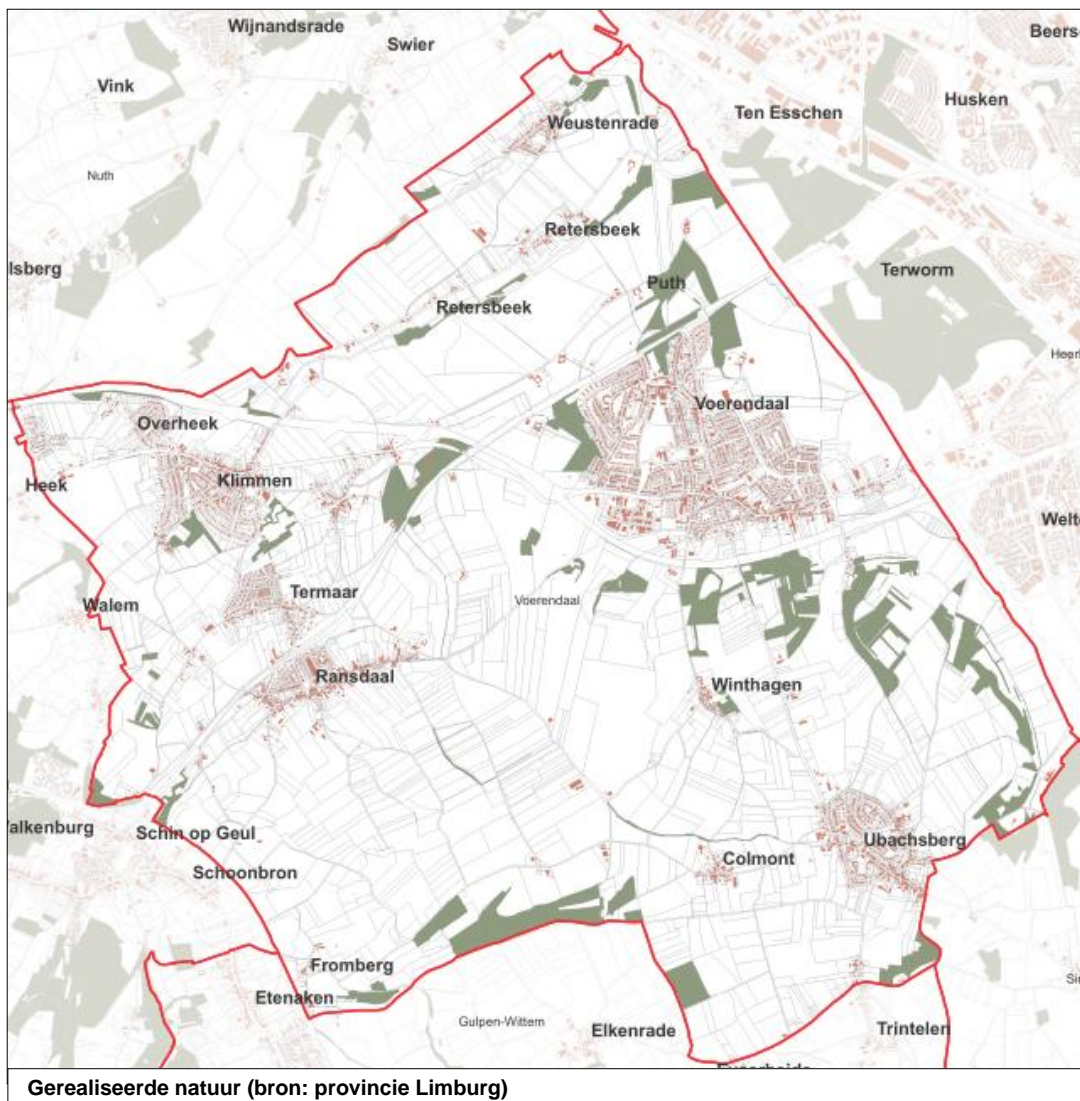 Wijnandsrade
Swier
Beers
Vink
Husken
Ten Esschen
Weustenrade
Nuth
Retersbeek
lsberg
Terworm
Puth
Retersbeek
Heerl
Voerendaal
Overheek
Klimmen
Heek
Welte
Termaar
Walem
Voerendaal
Ransdaal
Winthagen
alkenburg
Schin op Geul
Ubachsberg
Colmont
Schoonbron
Fromberg
Etenaken
Gulpen-Wittem
Elkenrade
Trintelen
Gerealiseerde natuur (bron: provincie Limburg)